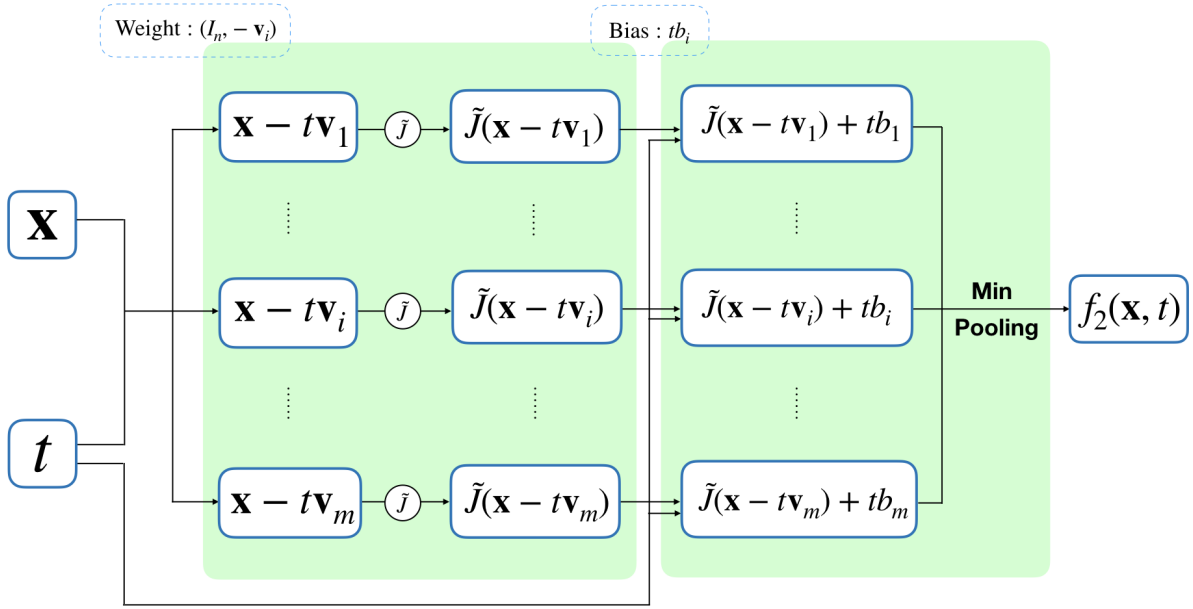 Weight : (Iₙ, − 𝐯ᵢ)
Bias : tbᵢ
𝐱 − t𝐯₁
J̃
J̃(𝐱 − t𝐯₁)
J̃(𝐱 − t𝐯₁) + tb₁
𝐱
𝐱 − t𝐯ᵢ
J̃
J̃(𝐱 − t𝐯ᵢ)
J̃(𝐱 − t𝐯ᵢ) + tbᵢ
Min
Pooling
f₂(𝐱, t)
t
𝐱 − t𝐯ₘ
J̃
J̃(𝐱 − t𝐯ₘ)
J̃(𝐱 − t𝐯ₘ) + tbₘ